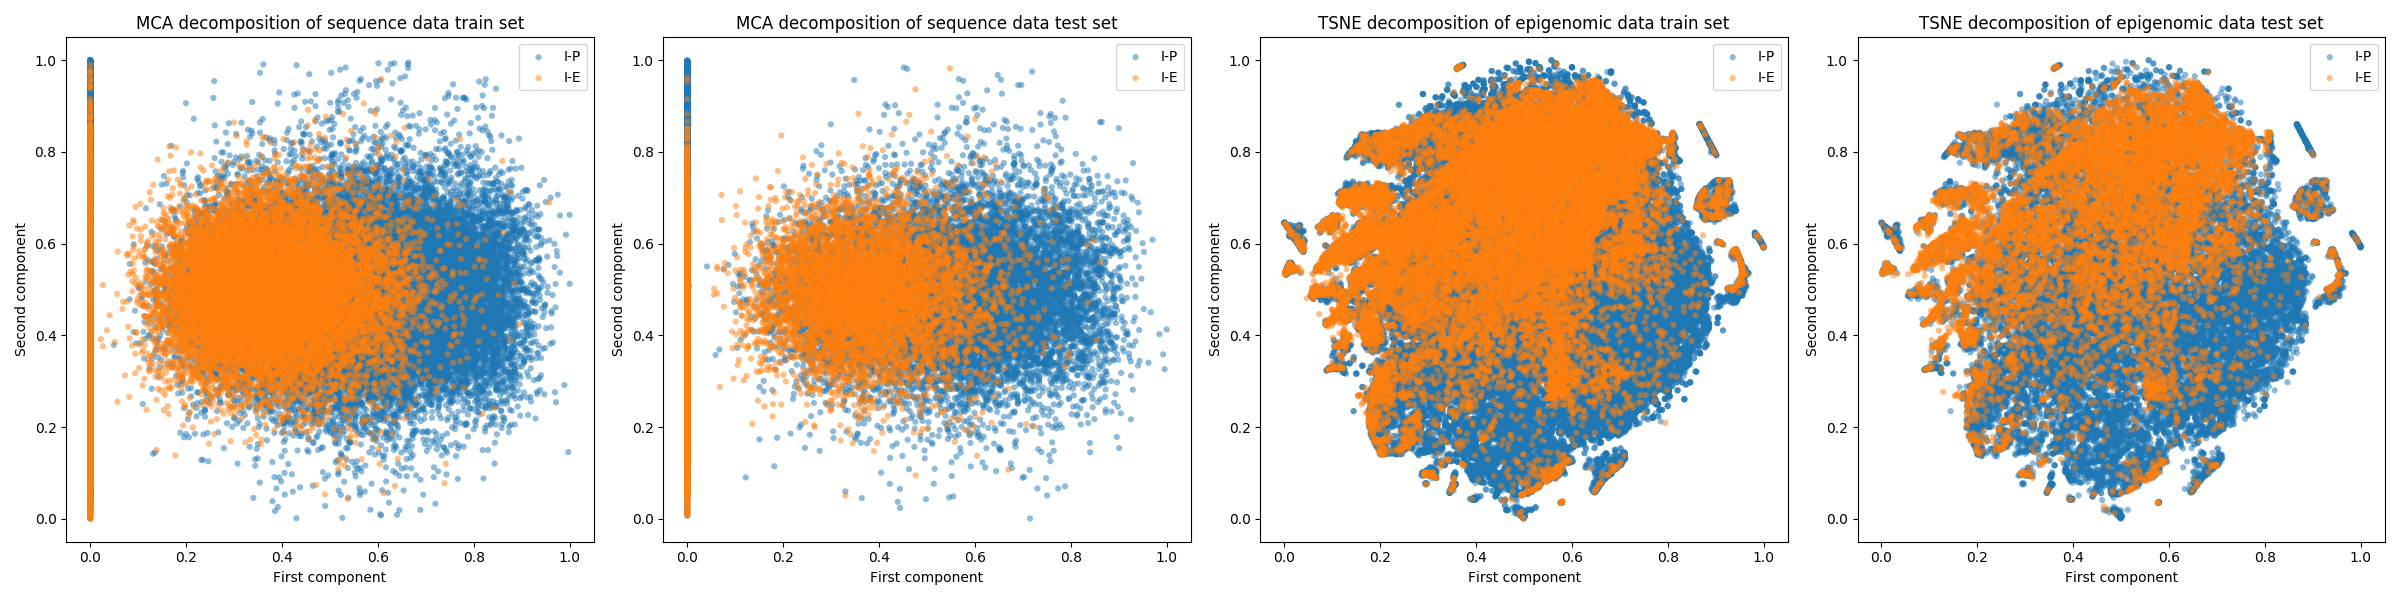 MCA decomposition of sequence data train set
Second component
1.0
0.8
0.6
0.4
0.2
0.0
I-P
I-E
0.0 0.2 0.4 0.6 0.8 1.0
First component
MCA decomposition of sequence data test set
Second component
1.0
0.8
0.6
0.4
0.2
0.0
I-P
I-E
0.0 0.2 0.4 0.6 0.8 1.0
First component
TSNE decomposition of epigenomic data train set
Second component
1.0
0.8
0.6
0.4
0.2
0.0
I-P
I-E
0.0 0.2 0.4 0.6 0.8 1.0
First component
TSNE decomposition of epigenomic data test set
Second component
1.0
0.8
0.6
0.4
0.2
0.0
I-P
I-E
0.0 0.2 0.4 0.6 0.8 1.0
First component